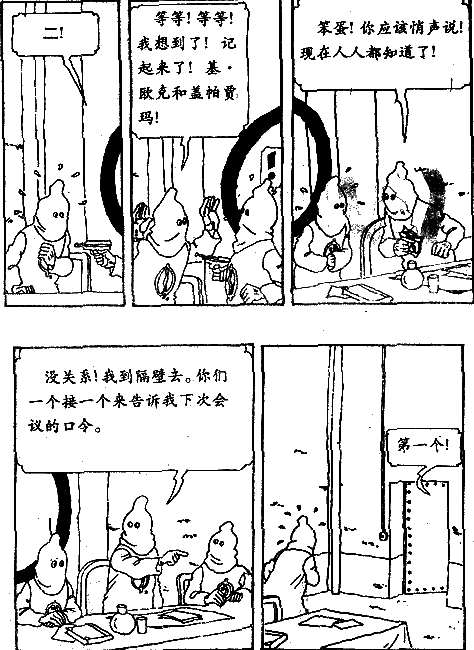 二！
等等！等等！
我想到了！记
起来了！基·
欧克和盖帕贾
玛！
笨蛋！你应该悄声说！
现在人人都知道了！
没关系！我到隔壁去。你们
一个接一个来告诉我下次会
议的口令。
第一个！